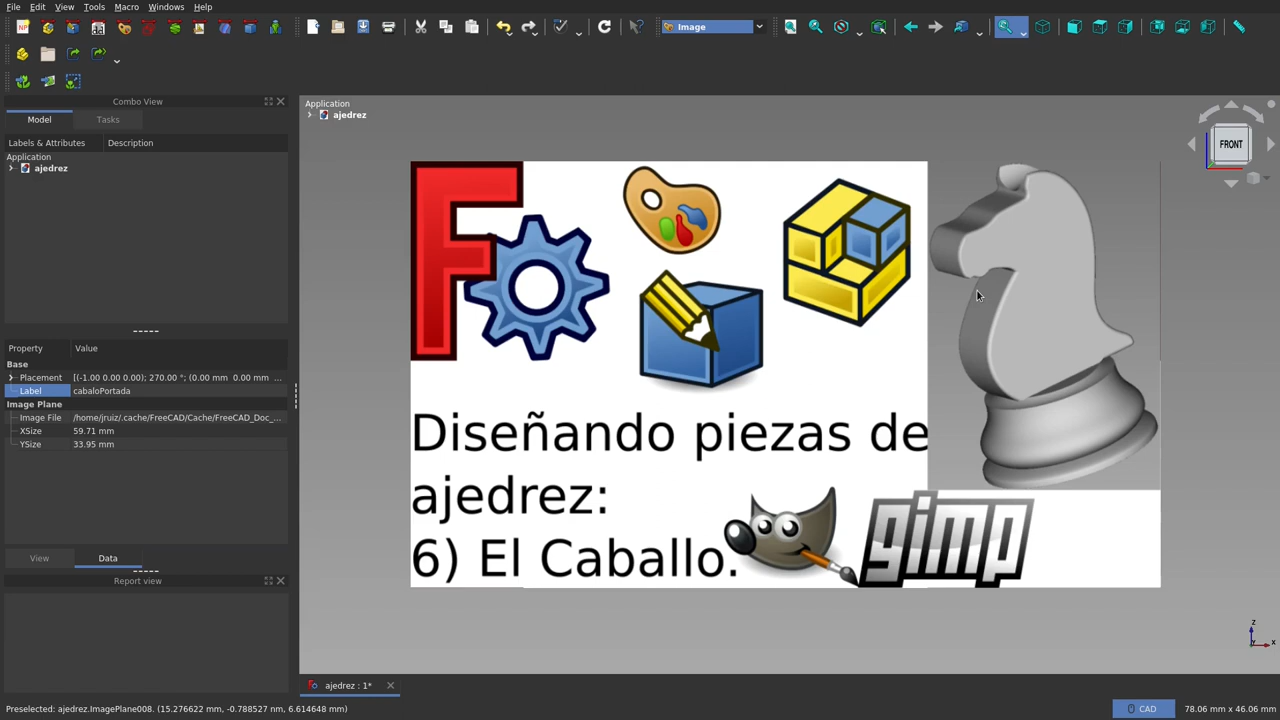 File Edit View Tools Macro Windows Help
Image
Combo View
Model Tasks
Labels & Attributes Description
Application
ajedrez
Property Value
Base
Placement [(-1.00 0.00 0.00); 270.00 °; (0.00 mm 0.00 mm ...
Label cabaloPortada
Image Plane
Image File /home/jruiz/.cache/FreeCAD/Cache/FreeCAD_Doc_...
XSize 59.71 mm
YSize 33.95 mm
View Data
Report view
Application
ajedrez
FRONT
Diseñando piezas de
ajedrez:
6) El Caballo.
gimp
Z
Y
X
ajedrez : 1*
Preselected: ajedrez.ImagePlane008. (15.276622 mm, -0.788527 nm, 6.614648 mm)
CAD
78.06 mm x 46.06 mm